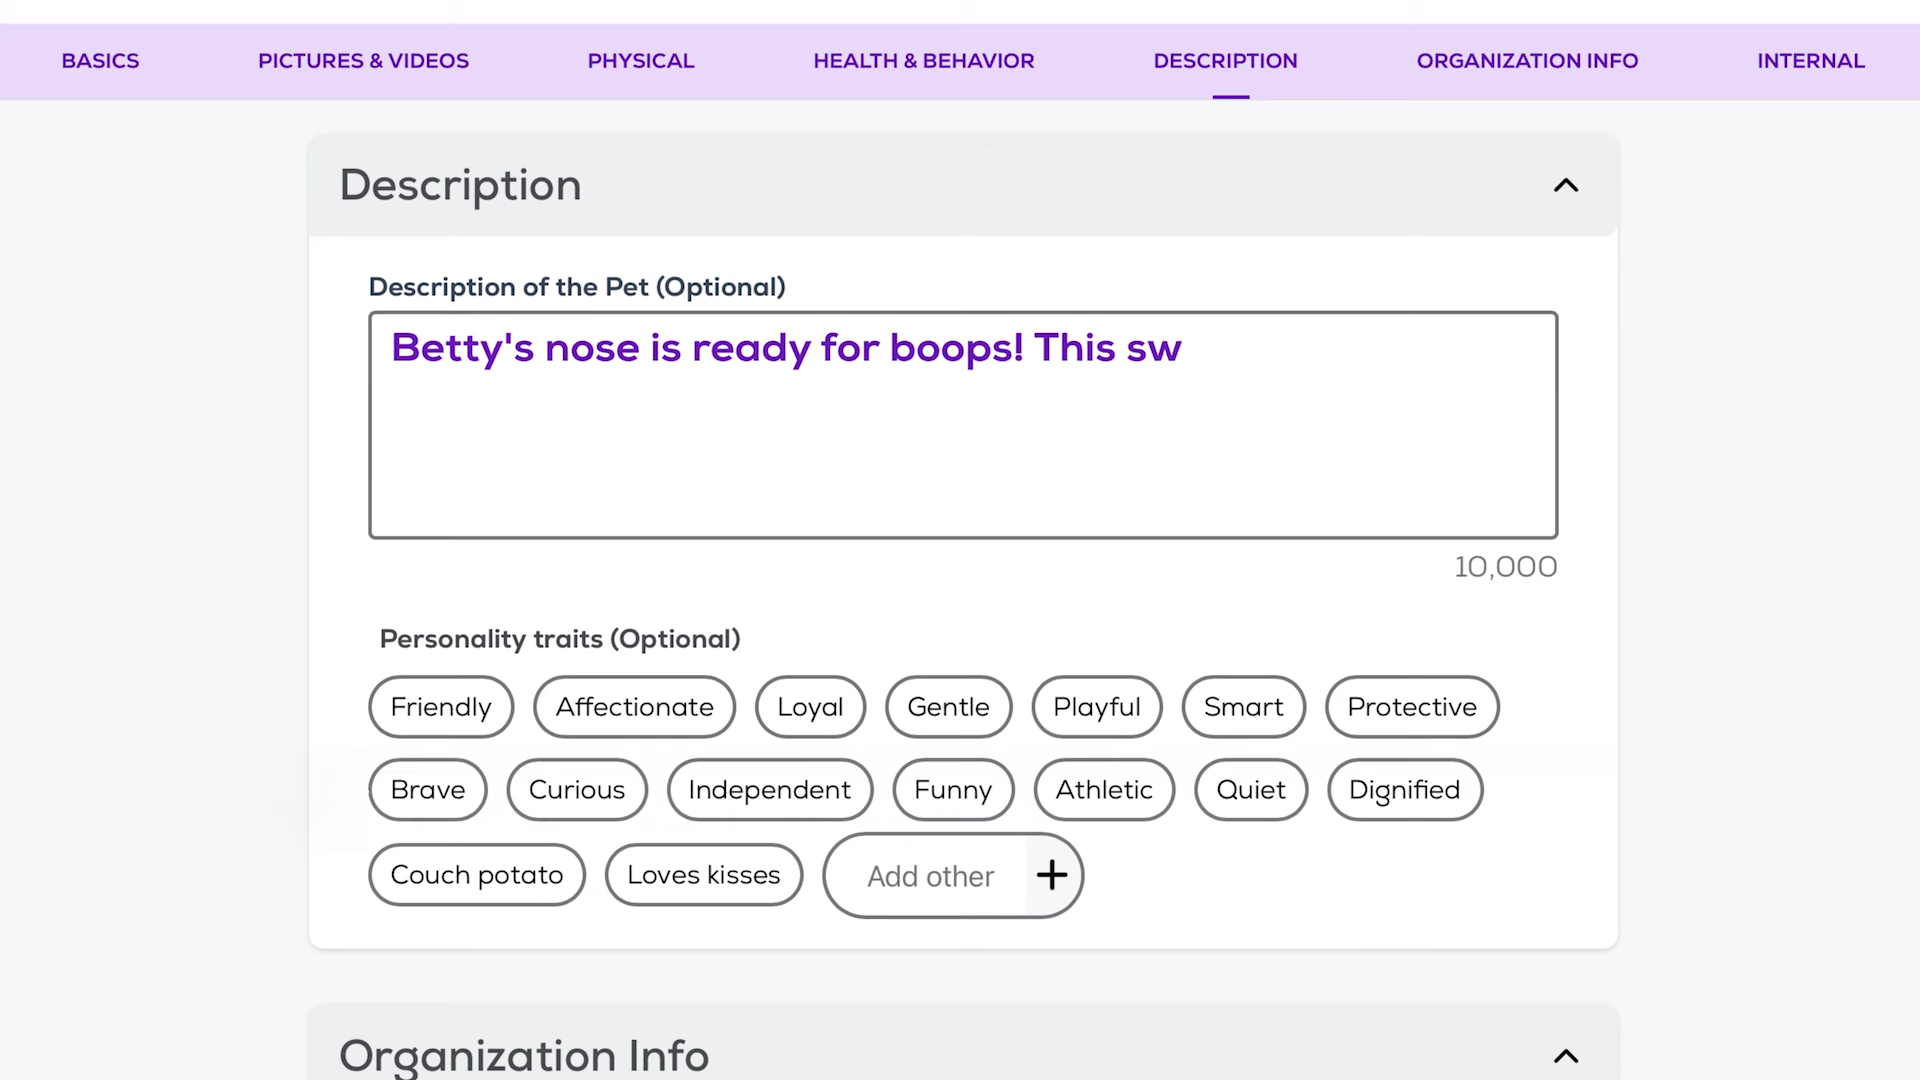 BASICS PICTURES & VIDEOS PHYSICAL HEALTH & BEHAVIOR DESCRIPTION ORGANIZATION INFO INTERNAL
Description
Description of the Pet (Optional)
Betty's nose is ready for boops! This sw
10,000
Personality traits (Optional)
Friendly Affectionate Loyal Gentle Playful Smart Protective
Brave Curious Independent Funny Athletic Quiet Dignified
Couch potato Loves kisses Add other +
Organization Info